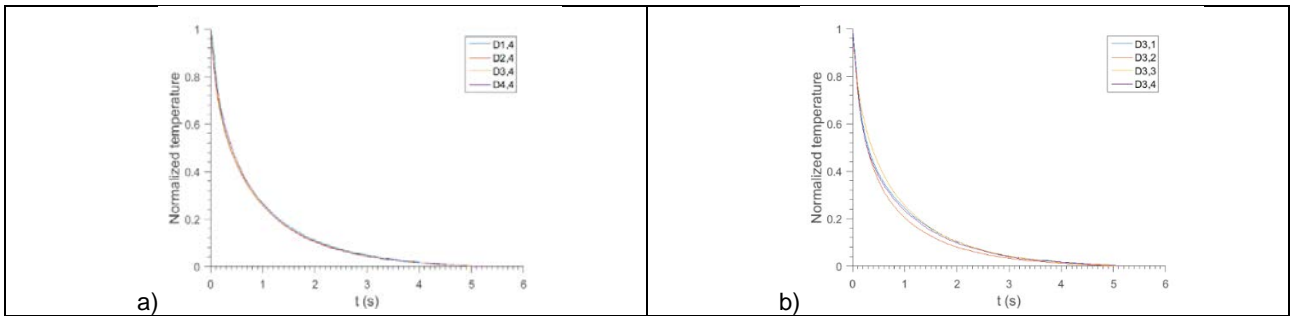 1
0.8
0.6
0.4
0.2
0
Normalized temperature
D1,4
D2,4
D3,4
D4,4
0 1 2 3 4 5 6
t (s)
a)
1
0.8
0.6
0.4
0.2
0
Normalized temperature
D3,1
D3,2
D3,3
D3,4
0 1 2 3 4 5 6
t (s)
b)